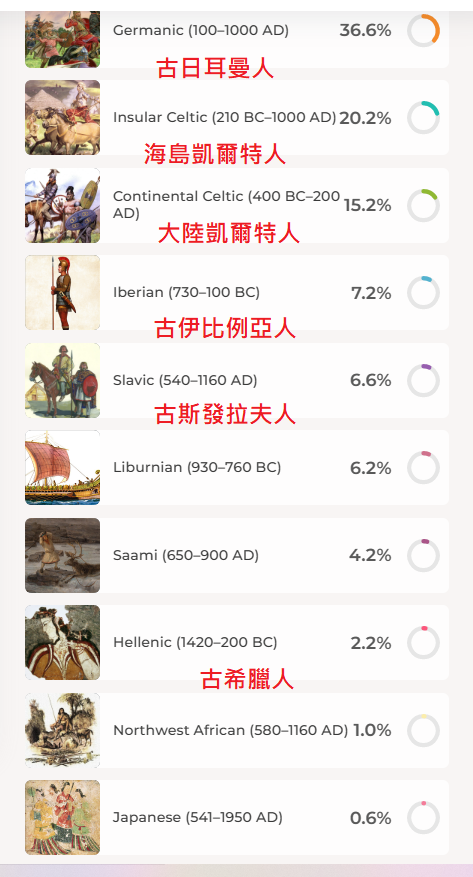 Germanic (100–1000 AD) 36.6%
古日耳曼人
Insular Celtic (210 BC–1000 AD) 20.2%
海島凱爾特人
Continental Celtic (400 BC–200
AD) 15.2%
大陸凱爾特人
Iberian (730–100 BC) 7.2%
古伊比例亞人
Slavic (540–1160 AD) 6.6%
古斯發拉夫人
Liburnian (930–760 BC) 6.2%
Saami (650–900 AD) 4.2%
Hellenic (1420–200 BC) 2.2%
古希臘人
Northwest African (580–1160 AD) 1.0%
Japanese (541–1950 AD) 0.6%